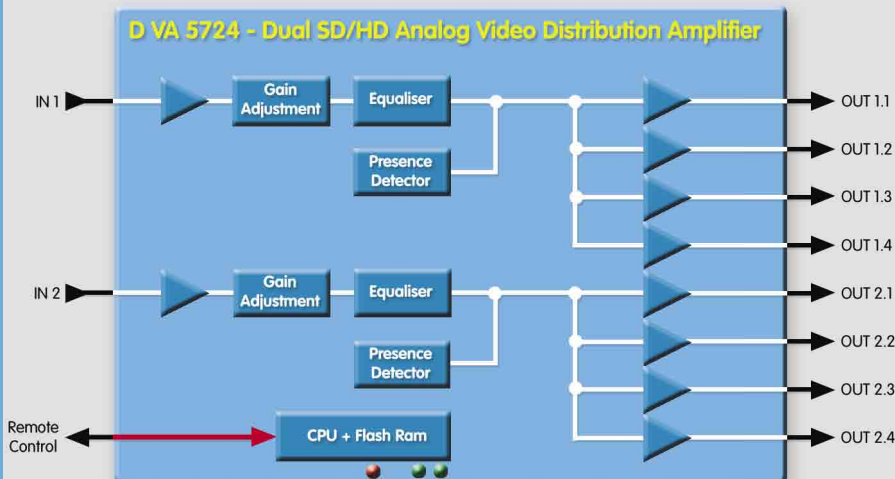 D VA 5724 - Dual SD/HD Analog Video Distribution Amplifier
IN 1
Gain
Adjustment
Equaliser
Presence
Detector
OUT 1.1
OUT 1.2
OUT 1.3
OUT 1.4
IN 2
Gain
Adjustment
Equaliser
Presence
Detector
OUT 2.1
OUT 2.2
OUT 2.3
OUT 2.4
Remote
Control
CPU + Flash Ram